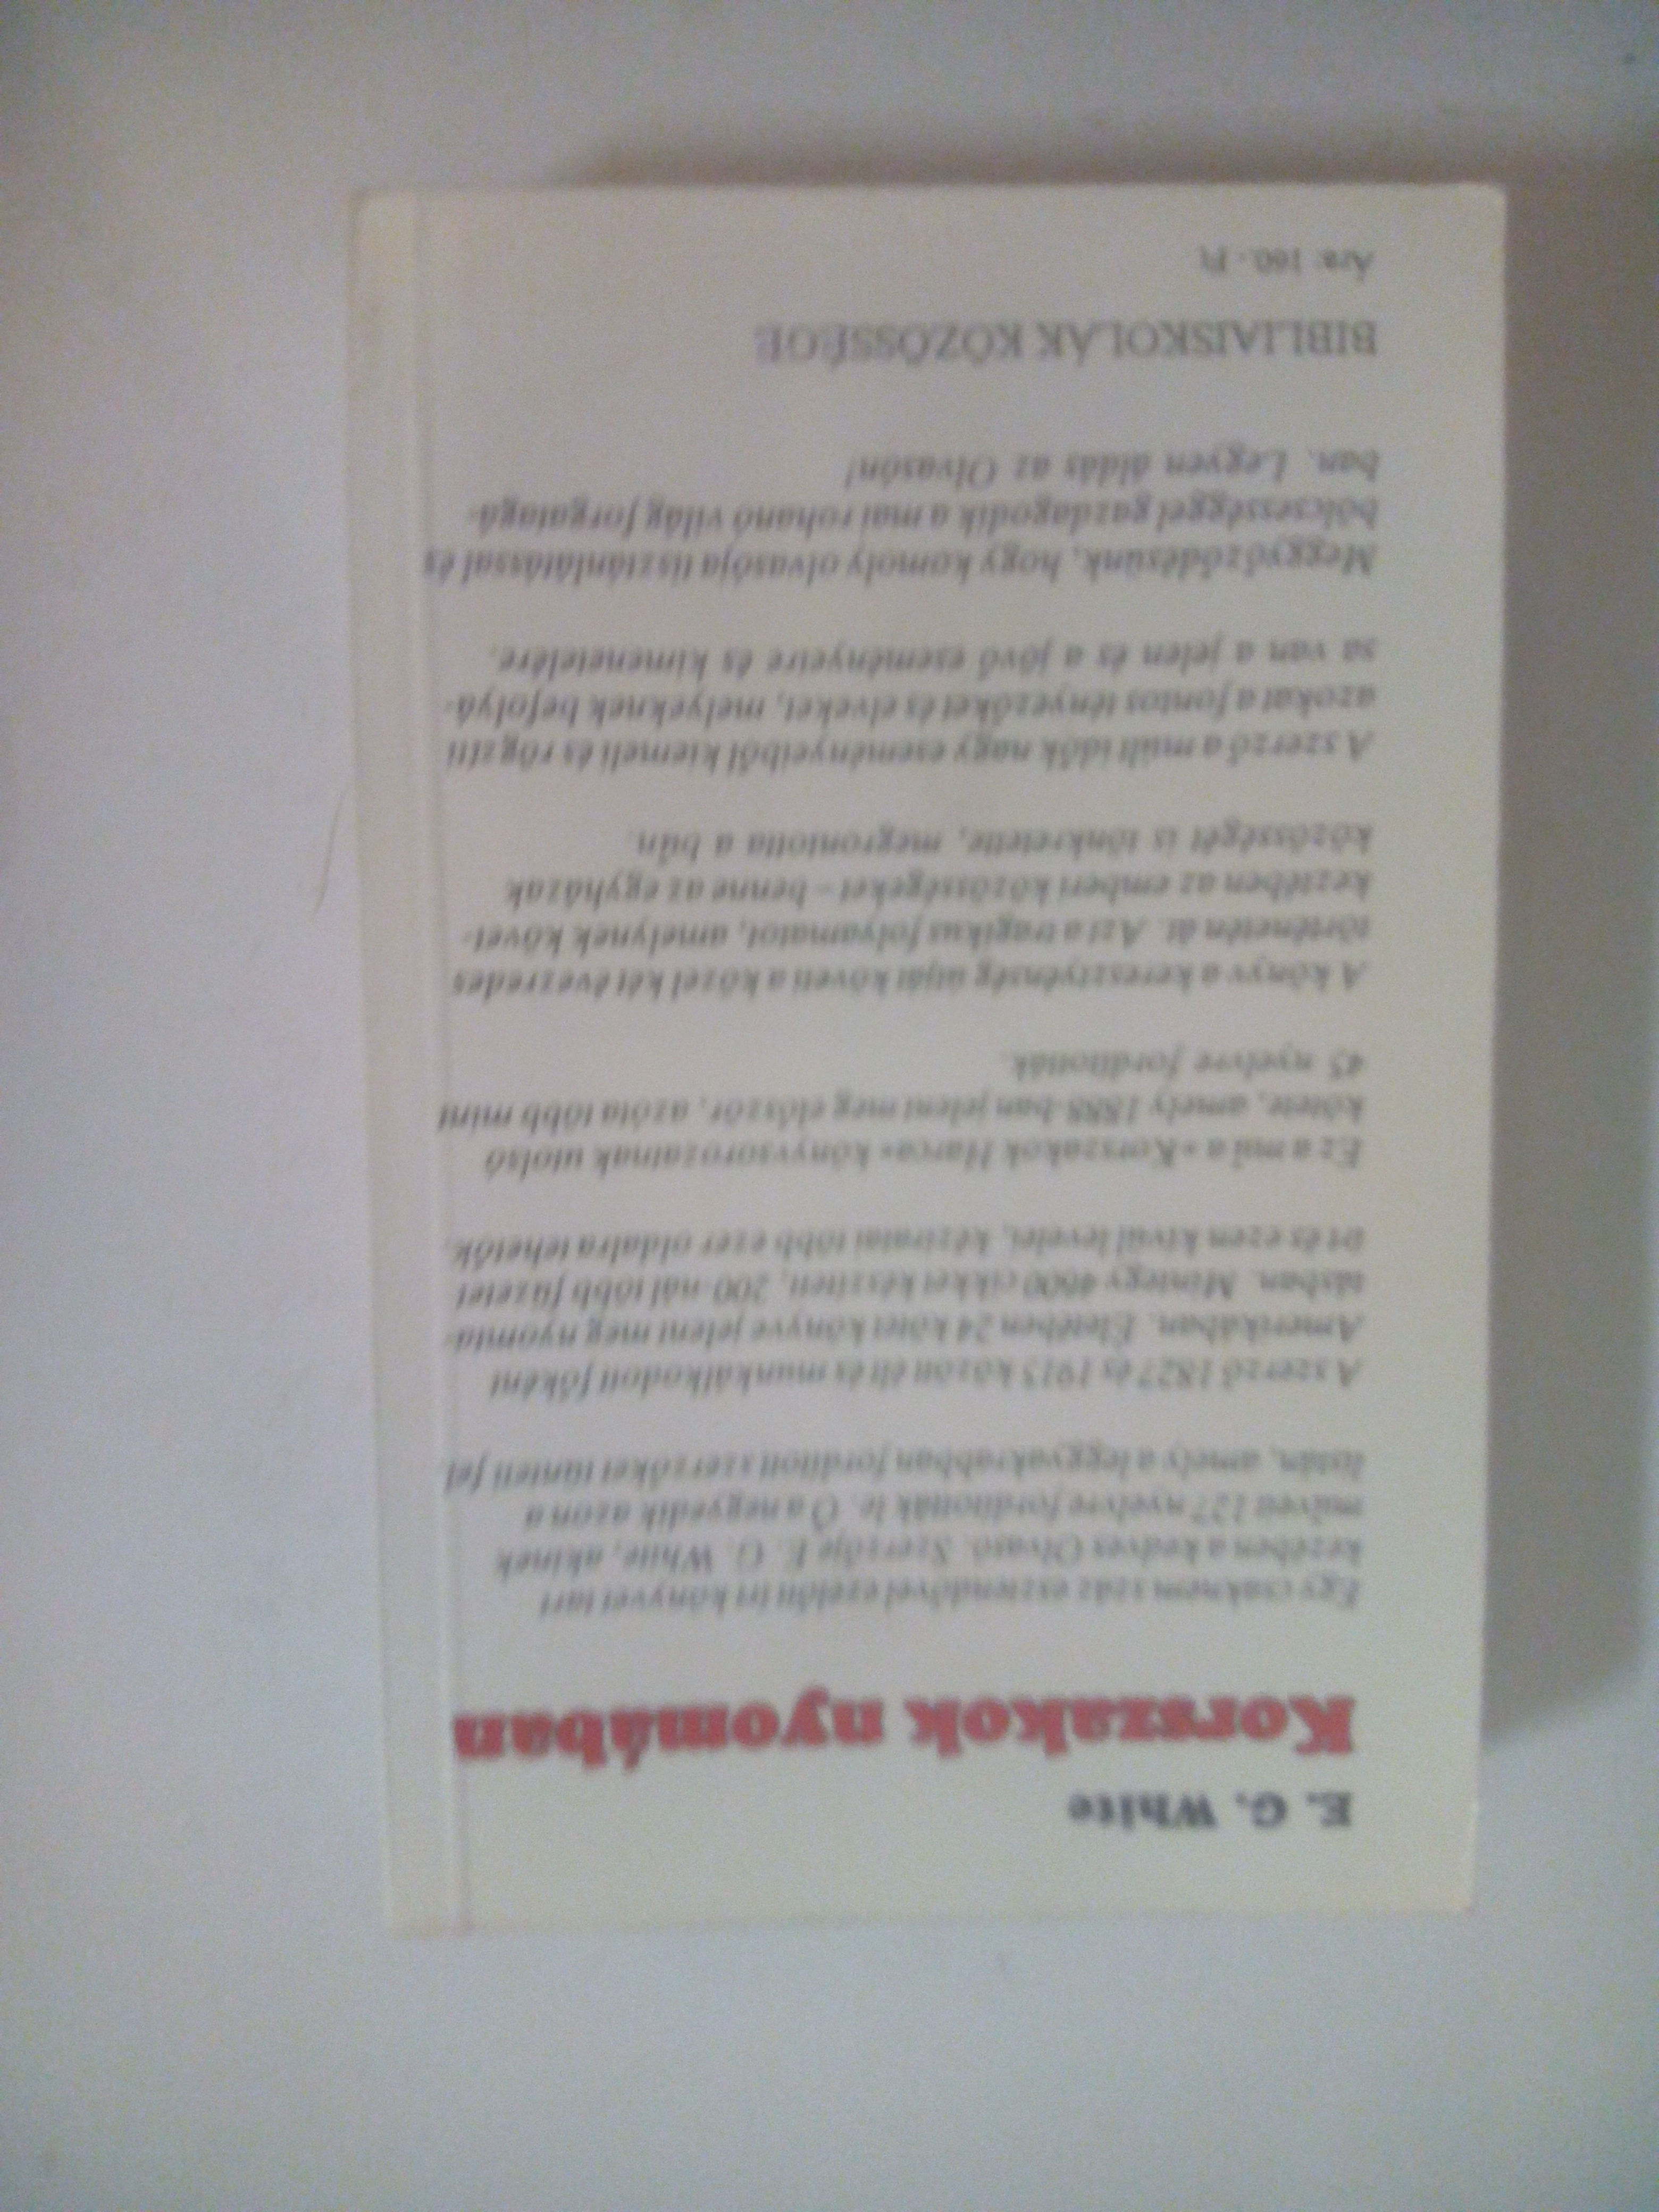 E. G. White
Korszakok nyomában
Egy csaknem száz esztendővel ezelőtt írt könyvet tart
kezében a kedves Olvasó. Szerzője E. G. White, akinek
műveit 127 nyelvre fordították le. Ő a negyedik azon a
listán, amely a leggyakrabban fordított szerzőket tünteti fel.
A szerző 1827 és 1915 között élt és munkálkodott főként
Amerikában. Életében 24 kötet könyve jelent meg nyomta-
tásban. Mintegy 4600 cikket készített, 200-nál több füzetet
írt és ezen kívül levelei, kéziratai több ezer oldalra tehetők.
Ez a mű a »Korszakok Harca« könyvsorozatnak utolsó
kötete, amely 1888-ban jelent meg először, azóta több mint
45 nyelvre fordították.
A könyv a kereszténység útját követi a közel két évezredes
történetén át. Azt a tragikus folyamatot, amelynek követ-
keztében az emberi közösségeket – benne az egyházak
közösségét is tönkretette, megrontotta a bűn.
A szerző a múlt idők nagy eseményeiből kiemeli és rögzíti
azokat a fontos tényezőket és elveket, melyeknek befolyá-
sa van a jelen és a jövő eseményeire és kimenetelére.
Meggyőződésünk, hogy komoly olvasója tisztánlátással és
bölcsességgel gazdagodik a mai rohanó világ forgatagá-
ban. Legyen áldás az Olvasón!
BIBLIAISKOLÁK KÖZÖSSÉGE
Ára: 160.- Ft